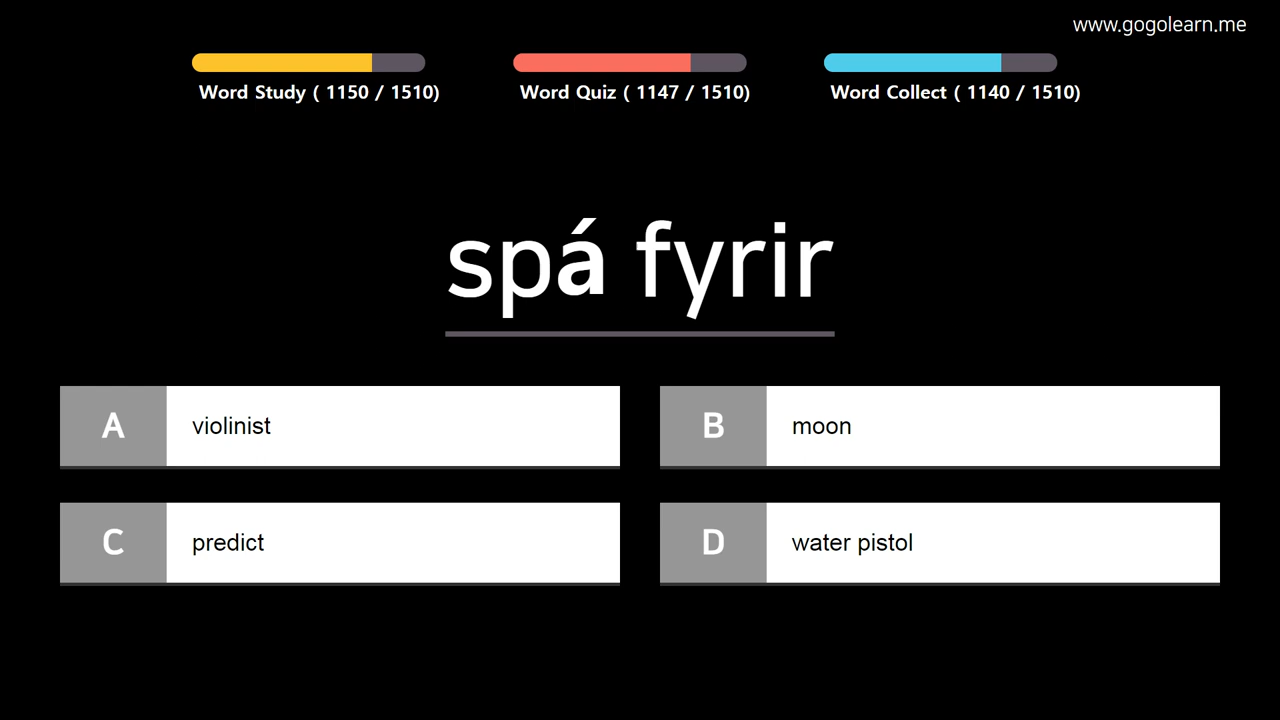 www.gogolearn.me
Word Study ( 1150 / 1510)
Word Quiz ( 1147 / 1510)
Word Collect ( 1140 / 1510)
spá fyrir
A violinist
B moon
C predict
D water pistol